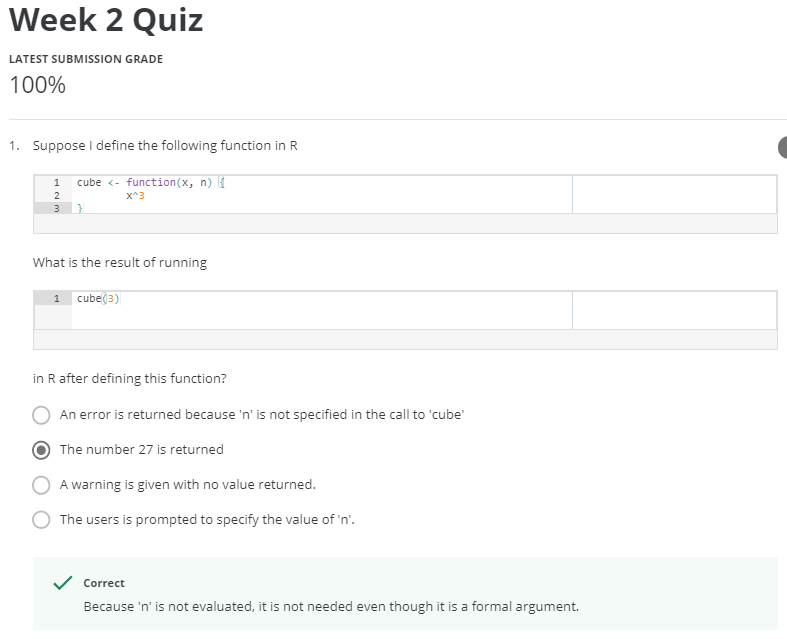 Week 2 Quiz
LATEST SUBMISSION GRADE
100%
1. Suppose I define the following function in R
1 cube <- function(x, n) {
2 x^3
3 }
What is the result of running
1 cube(3)
in R after defining this function?
An error is returned because 'n' is not specified in the call to 'cube'
The number 27 is returned
A warning is given with no value returned.
The users is prompted to specify the value of 'n'.
Correct
Because 'n' is not evaluated, it is not needed even though it is a formal argument.